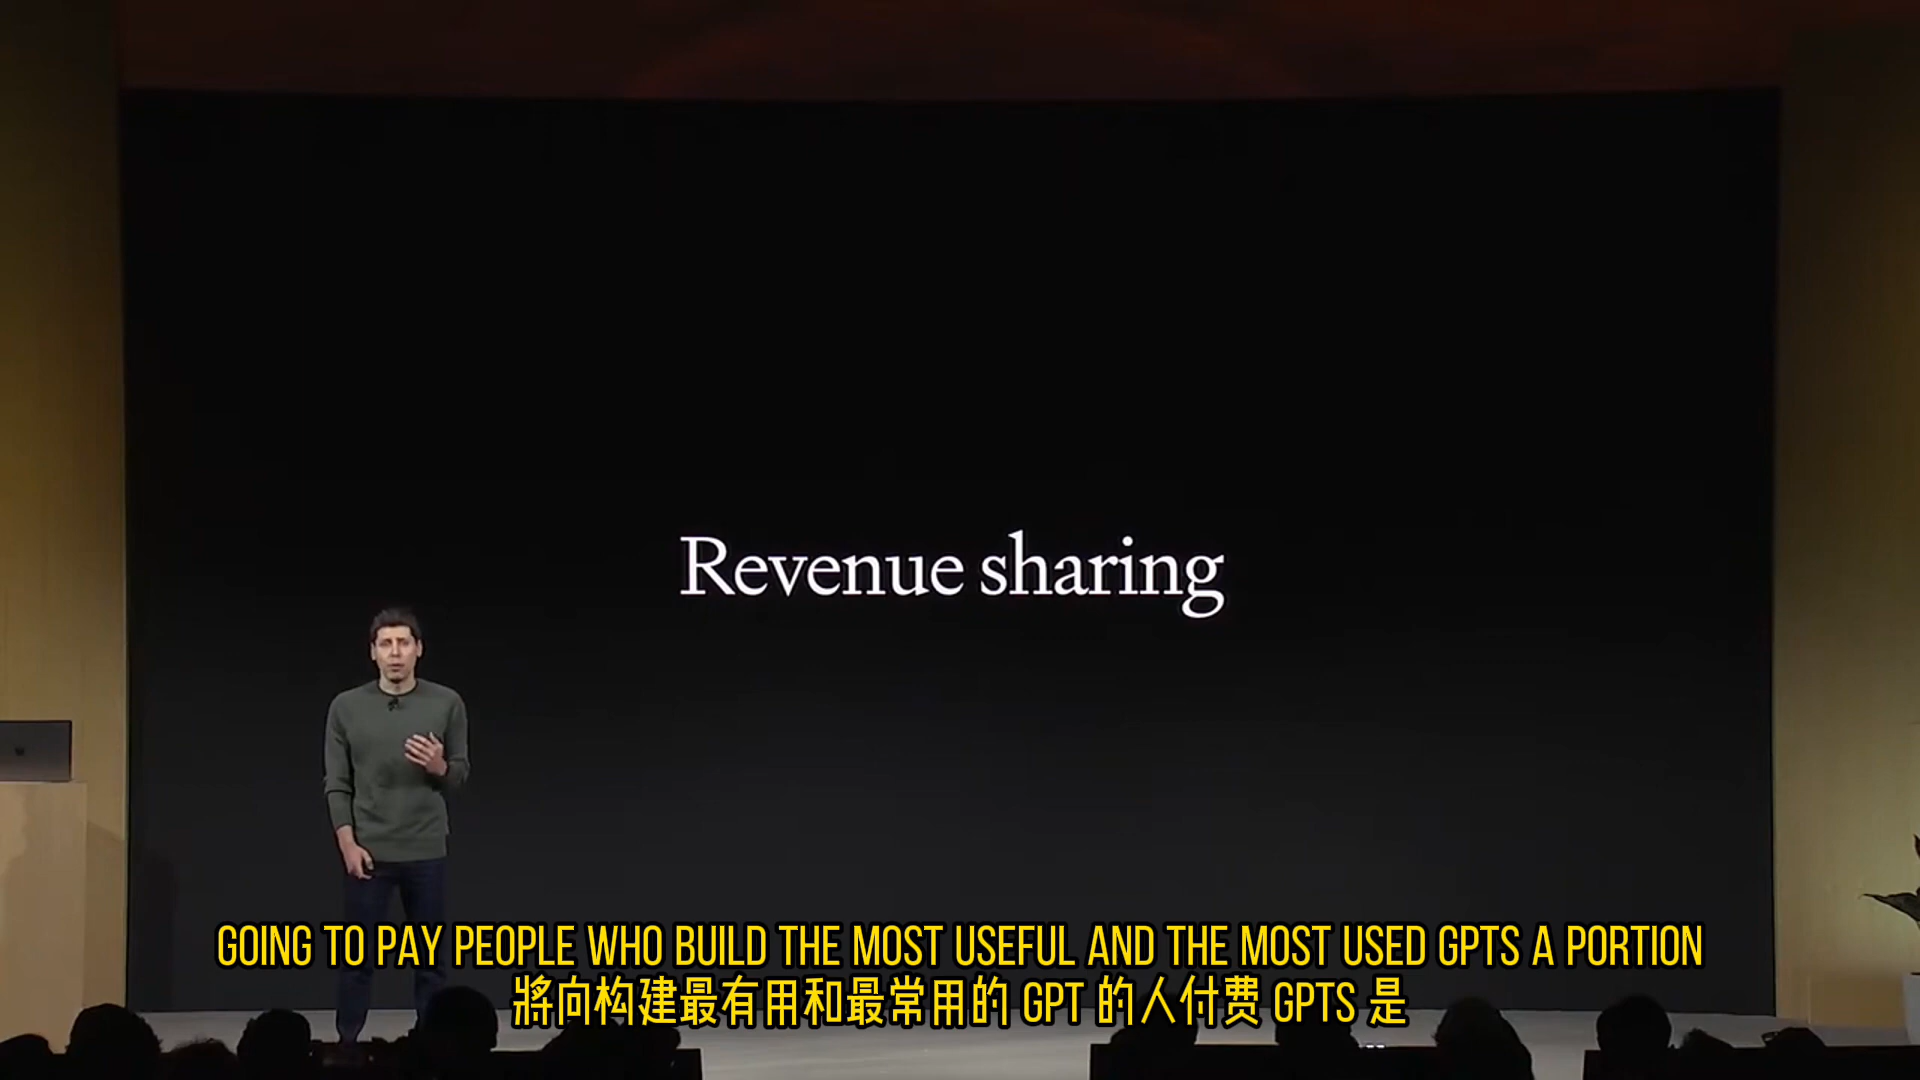 Revenue sharing
GOING TO PAY PEOPLE WHO BUILD THE MOST USEFUL AND THE MOST USED GPTS A PORTION
將向构建最有用和最常用的 GPT 的人付费 GPTS 是